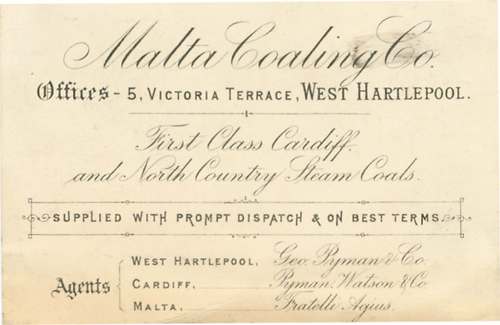 Malta Coaling Co.
Offices - 5, Victoria Terrace, West Hartlepool.
First Class Cardiff.
and North Country Steam Coals.
Supplied with prompt dispatch & on best terms.
Agents
West Hartlepool, Geo. Pyman & Co.
Cardiff, Pyman, Watson & Co
Malta, Fratelli Agius.